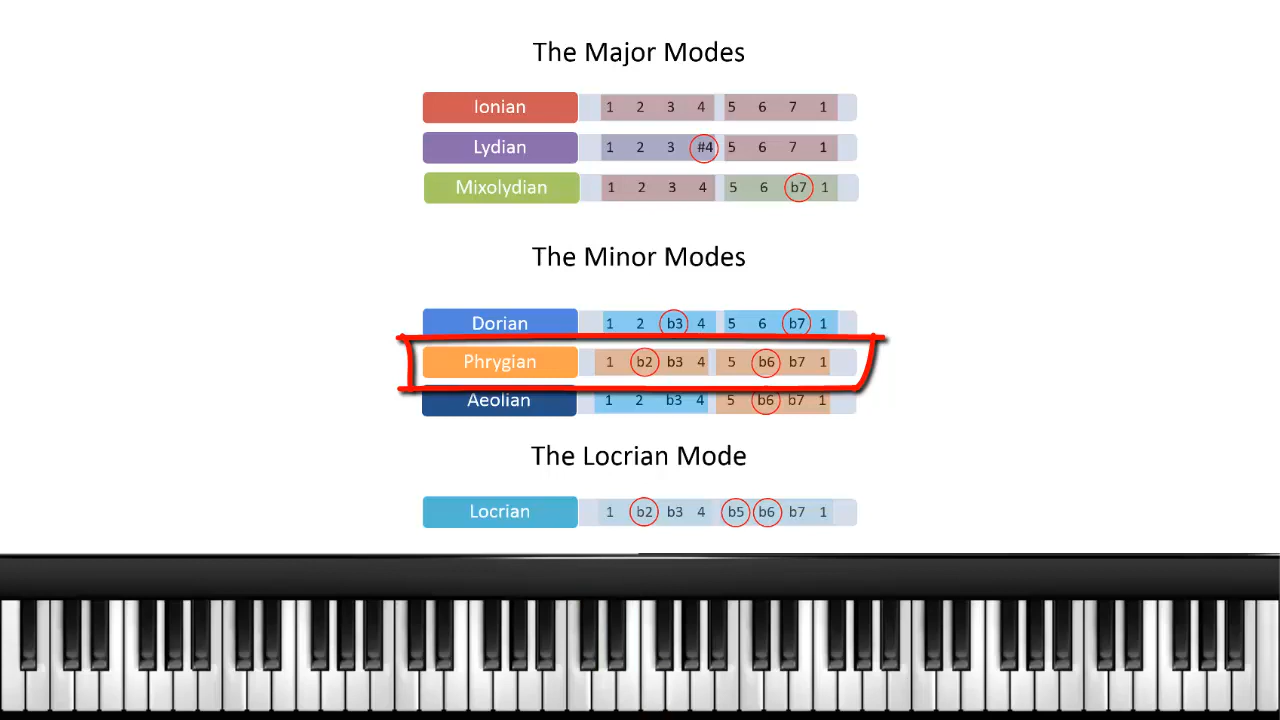 The Major Modes
Ionian 1 2 3 4 5 6 7 1
Lydian 1 2 3 #4 5 6 7 1
Mixolydian 1 2 3 4 5 6 b7 1
The Minor Modes
Dorian 1 2 b3 4 5 6 b7 1
Phrygian 1 b2 b3 4 5 b6 b7 1
Aeolian 1 2 b3 4 5 b6 b7 1
The Locrian Mode
Locrian 1 b2 b3 4 b5 b6 b7 1